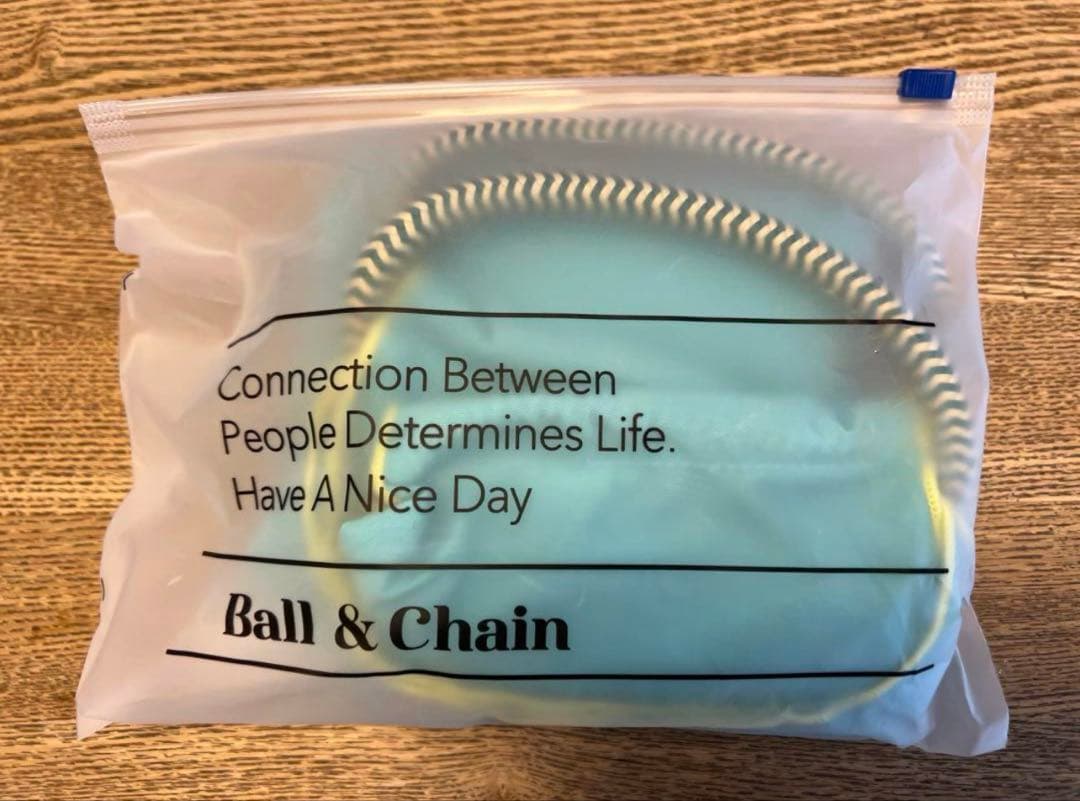 Connection Between
People Determines Life.
Have A Nice Day
Ball & Chain